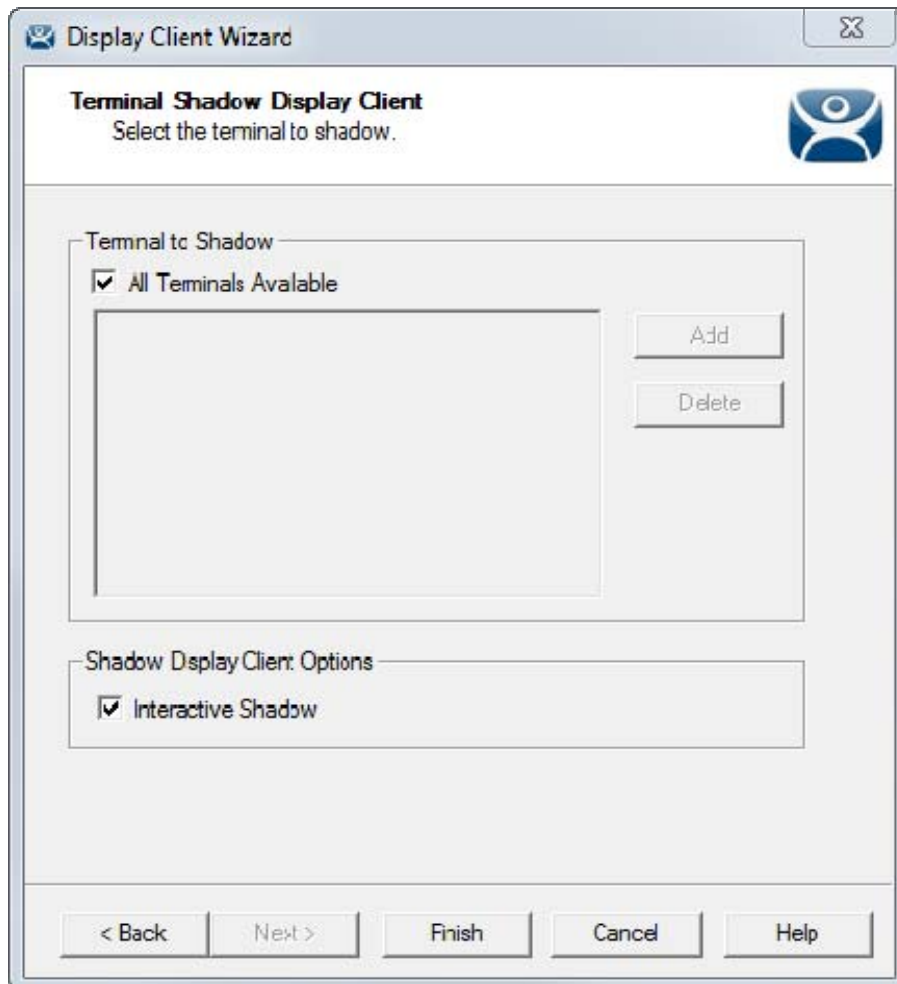 Display Client Wizard
Terminal Shadow Display Client
Select the terminal to shadow.
Terminal to Shadow
All Terminals Available
Add
Delete
Shadow Display Client Options
Interactive Shadow
< Back
Next >
Finish
Cancel
Help